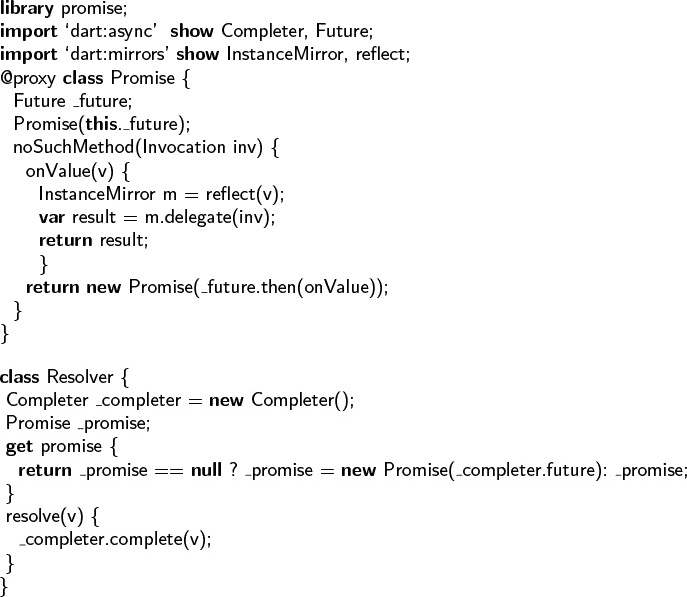 library promise;
import ‘dart:async’ show Completer, Future;
import ‘dart:mirrors’ show InstanceMirror, reflect;
@proxy class Promise {
Future _future;
Promise(this._future);
noSuchMethod(Invocation inv) {
onValue(v) {
InstanceMirror m = reflect(v);
var result = m.delegate(inv);
return result;
}
return new Promise(_future.then(onValue));
}
}
class Resolver {
Completer _completer = new Completer();
Promise _promise;
get promise {
return _promise == null ? _promise = new Promise(_completer.future): _promise;
}
resolve(v) {
_completer.complete(v);
}
}